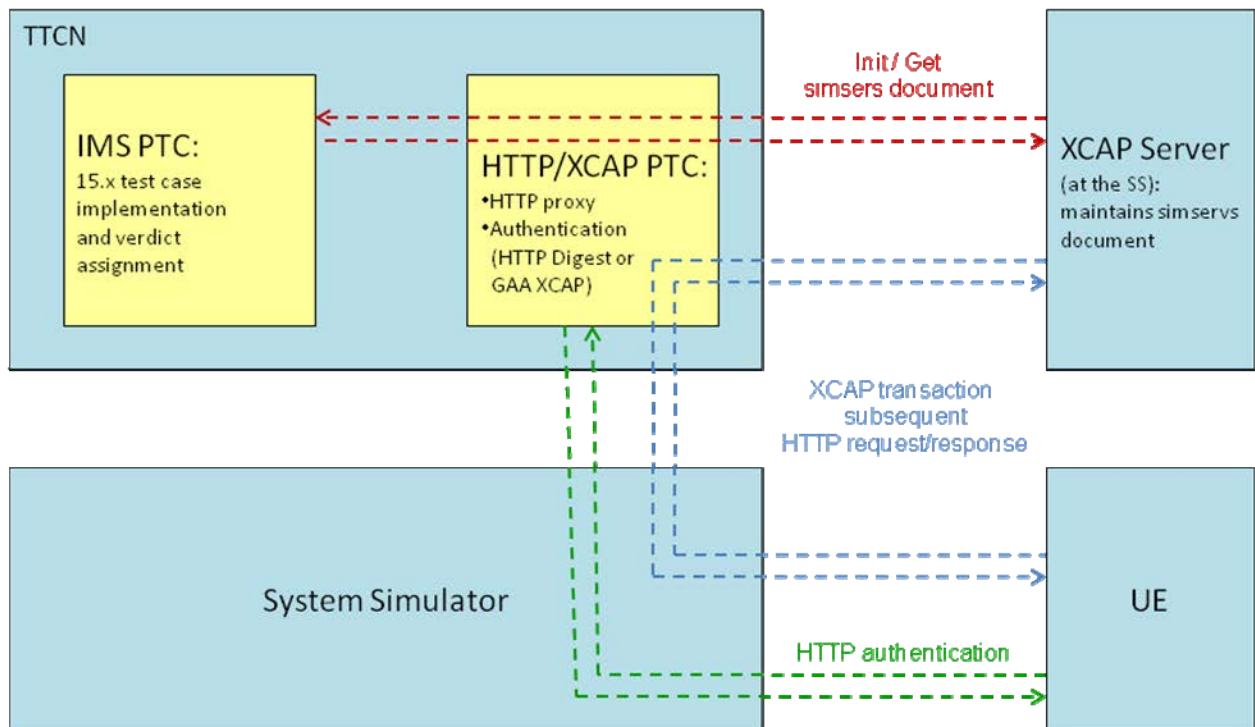 TTCN
IMS PTC:
15.x test case
implementation
and verdict
assignment
HTTP/XCAP PTC:
•HTTP proxy
•Authentication
(HTTP Digest or
GAA XCAP)
Init / Get
simsers document
XCAP Server
(at the SS):
maintains simservs
document
XCAP transaction
subsequent
HTTP request/response
System Simulator
UE
HTTP authentication